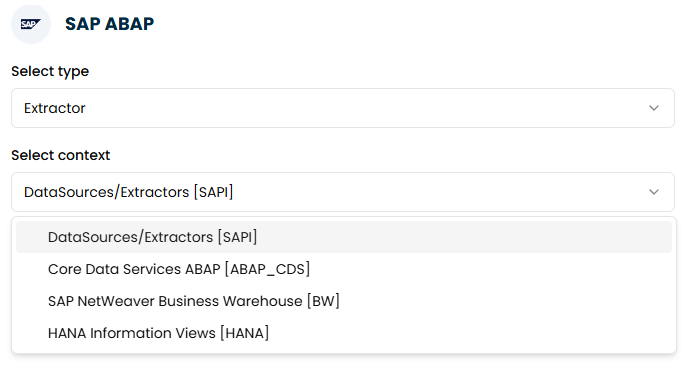 SAP
SAP ABAP
Select type
Extractor
Select context
DataSources/Extractors [SAPI]
DataSources/Extractors [SAPI]
Core Data Services ABAP [ABAP_CDS]
SAP NetWeaver Business Warehouse [BW]
HANA Information Views [HANA]